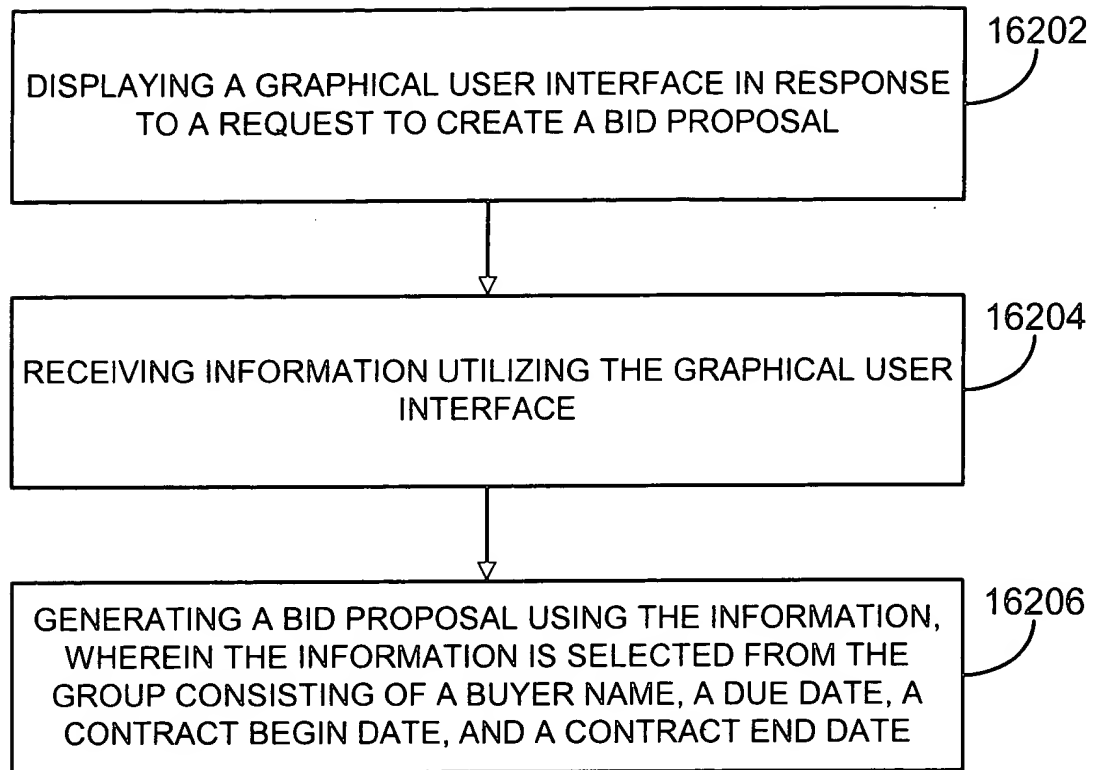 16202
DISPLAYING A GRAPHICAL USER INTERFACE IN RESPONSE
TO A REQUEST TO CREATE A BID PROPOSAL
16204
RECEIVING INFORMATION UTILIZING THE GRAPHICAL USER
INTERFACE
16206
GENERATING A BID PROPOSAL USING THE INFORMATION,
WHEREIN THE INFORMATION IS SELECTED FROM THE
GROUP CONSISTING OF A BUYER NAME, A DUE DATE, A
CONTRACT BEGIN DATE, AND A CONTRACT END DATE